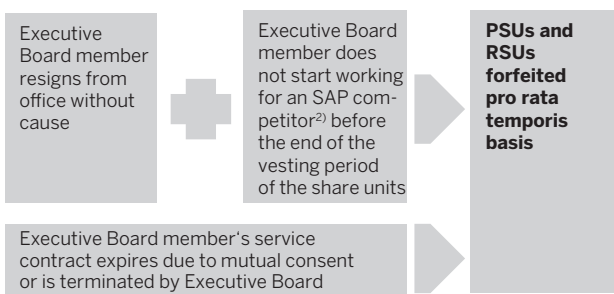 Executive
Board member
resigns from
office without
cause
Executive Board
member does
not start working
for an SAP com-
petitor2) before
the end of the
vesting period
of the share units
PSUs and
RSUs
forfeited
pro rata
temporis
basis
Executive Board member‘s service
contract expires due to mutual consent
or is terminated by Executive Board